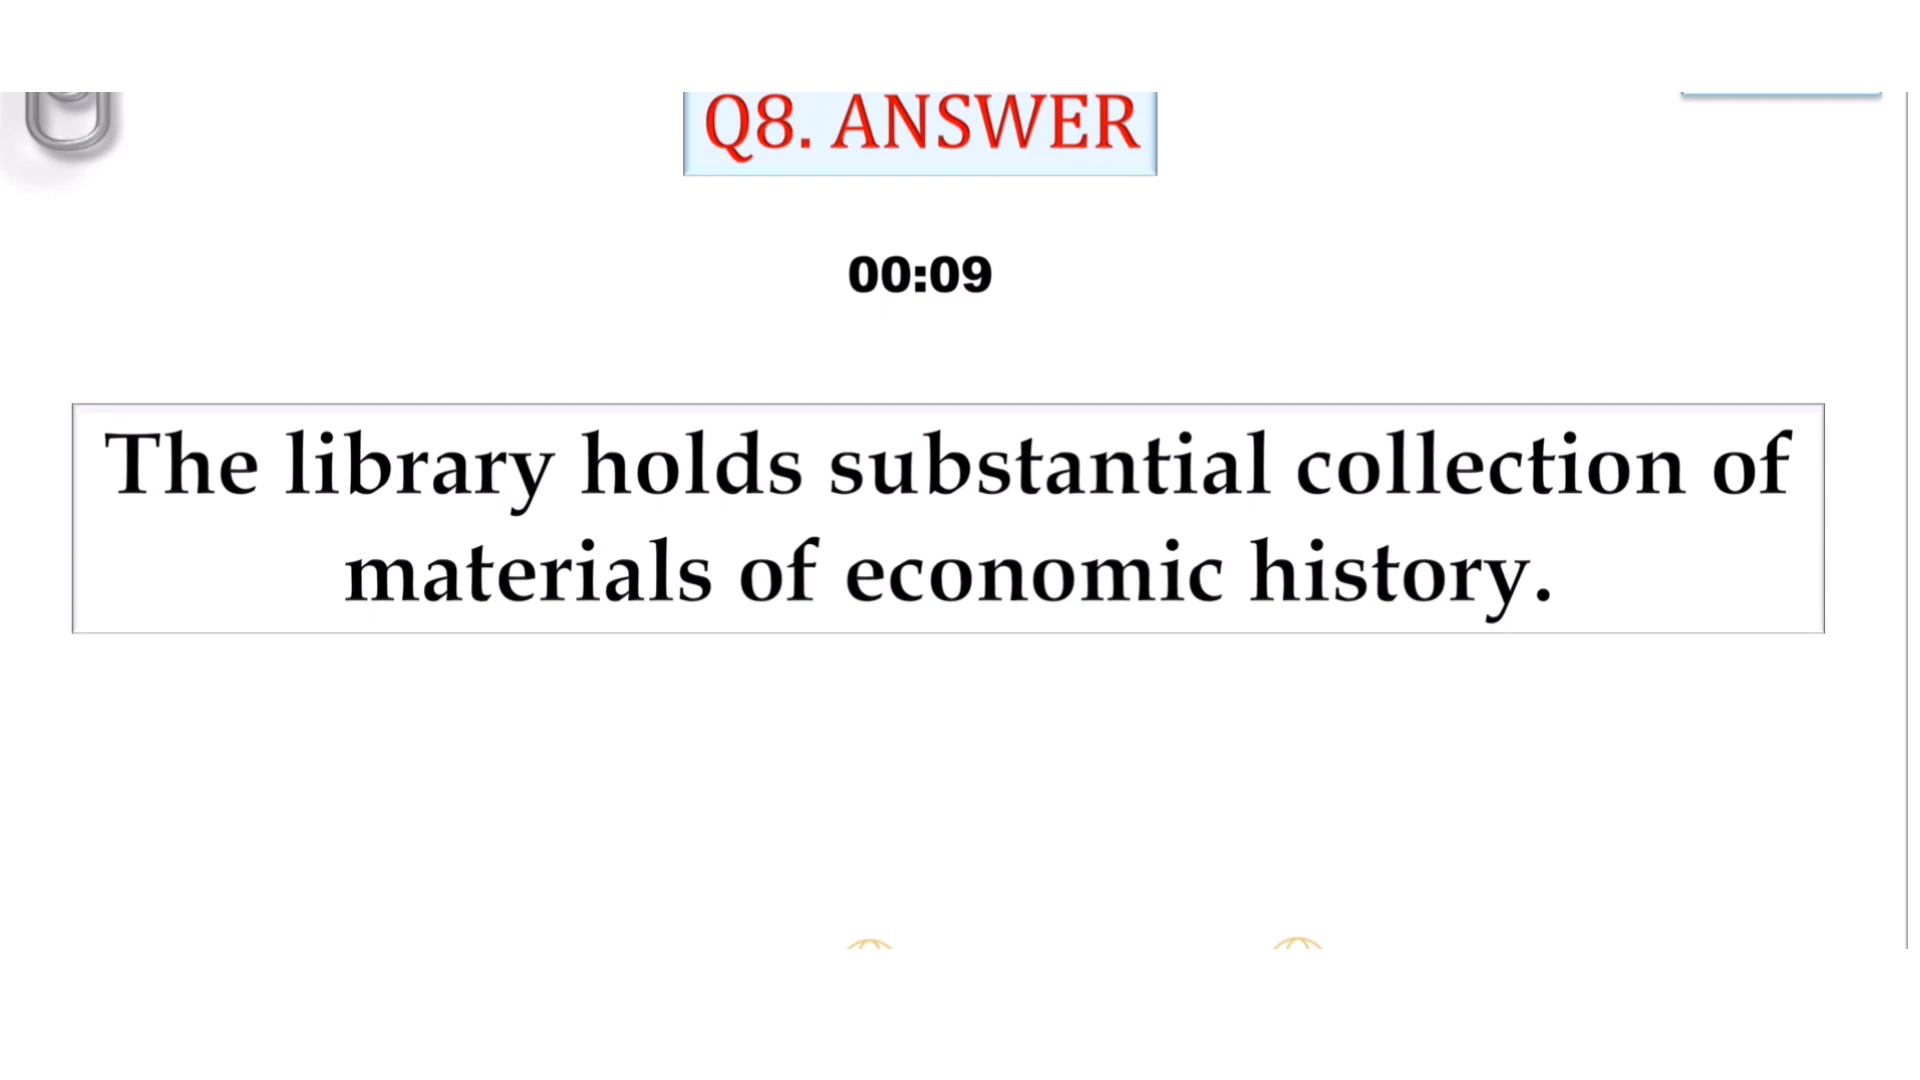 Q8. ANSWER
00:09
The library holds substantial collection of
materials of economic history.